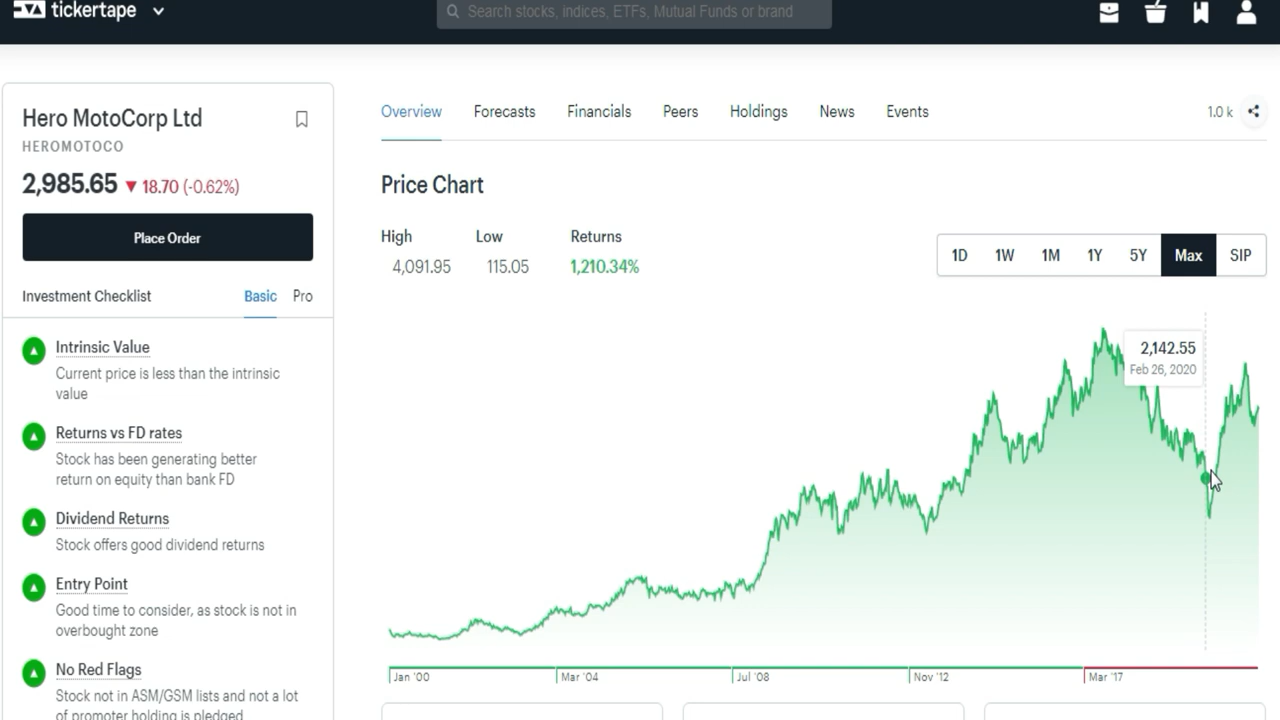 tickertape
Search stocks, indices, ETFs, Mutual Funds or brand
Hero MotoCorp Ltd
HEROMOTOCO
2,985.65 ▼ 18.70 (-0.62%)
Place Order
Investment Checklist Basic Pro
Intrinsic Value
Current price is less than the intrinsic
value
Returns vs FD rates
Stock has been generating better
return on equity than bank FD
Dividend Returns
Stock offers good dividend returns
Entry Point
Good time to consider, as stock is not in
overbought zone
No Red Flags
Stock not in ASM/GSM lists and not a lot
of promoter holding is pledged
Overview Forecasts Financials Peers Holdings News Events 1.0 k
Price Chart
High Low Returns
4,091.95 115.05 1,210.34%
1D 1W 1M 1Y 5Y Max SIP
2,142.55
Feb 26, 2020
Jan '00 Mar '04 Jul '08 Nov '12 Mar '17